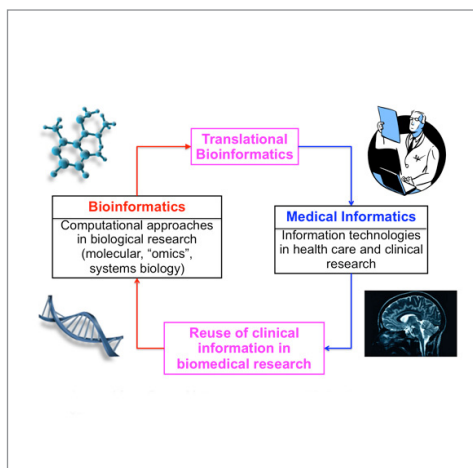 Translational
Bioinformatics
Bioinformatics
Computational approaches
in biological research
(molecular, “omics”,
systems biology)
Medical Informatics
Information technologies
in health care and clinical
research
Reuse of clinical
information in
biomedical research